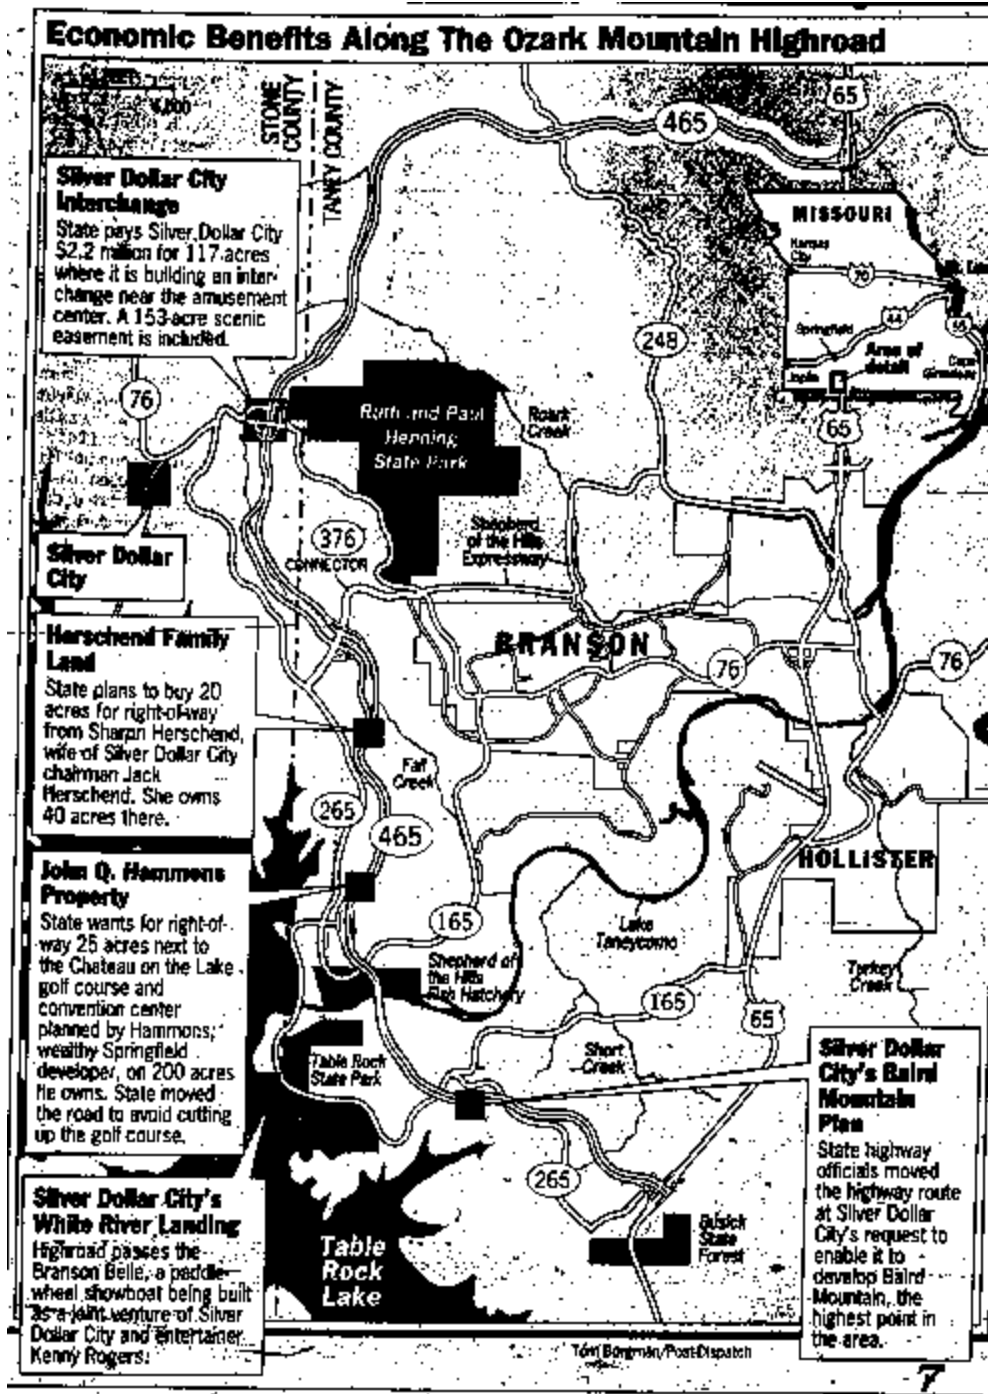 Economic Benefits Along The Ozark Mountain Highroad
STONE
COUNTY
TANEY COUNTY
65
465
Silver Dollar City
Interchange
State pays Silver Dollar City
$2.2 million for 117 acres
where it is building an inter-
change near the amusement
center. A 153-acre scenic
easement is included.
MISSOURI
Kansas
City
70
44
55
Springfield
Area of
detail
Joplin
Cape
Girardeau
248
76
65
Ruth and Paul
Henning
State Park
Roark
Creek
376
CONNECTOR
Shepherd
of the Hills
Expressway
Silver Dollar
City
BRANSON
76
76
Herschend Family
Land
State plans to buy 20
acres for right-of-way
from Sharon Herschend,
wife of Silver Dollar City
chairman Jack
Herschend. She owns
40 acres there.
Fall
Creek
265
465
HOLLISTER
John Q. Hammons
Property
State wants for right-of-
way 25 acres next to
the Chateau on the Lake
golf course and
convention center
planned by Hammons,
wealthy Springfield
developer, on 200 acres
he owns. State moved
the road to avoid cutting
up the golf course.
165
Lake
Taneycomo
Shepherd of
the Hills
Fish Hatchery
Turkey
Creek
165
65
Table Rock
State Park
Short
Creek
Silver Dollar
City's Baird
Mountain
Plan
State highway
officials moved
the highway route
at Silver Dollar
City's request to
enable it to
develop Baird
Mountain, the
highest point in
the area.
265
Busick
State
Forest
Silver Dollar City's
White River Landing
Highroad passes the
Branson Belle, a paddle-
wheel showboat being built
as a joint venture of Silver
Dollar City and entertainer
Kenny Rogers.
Table
Rock
Lake
Tom Borgman/Post-Dispatch
7